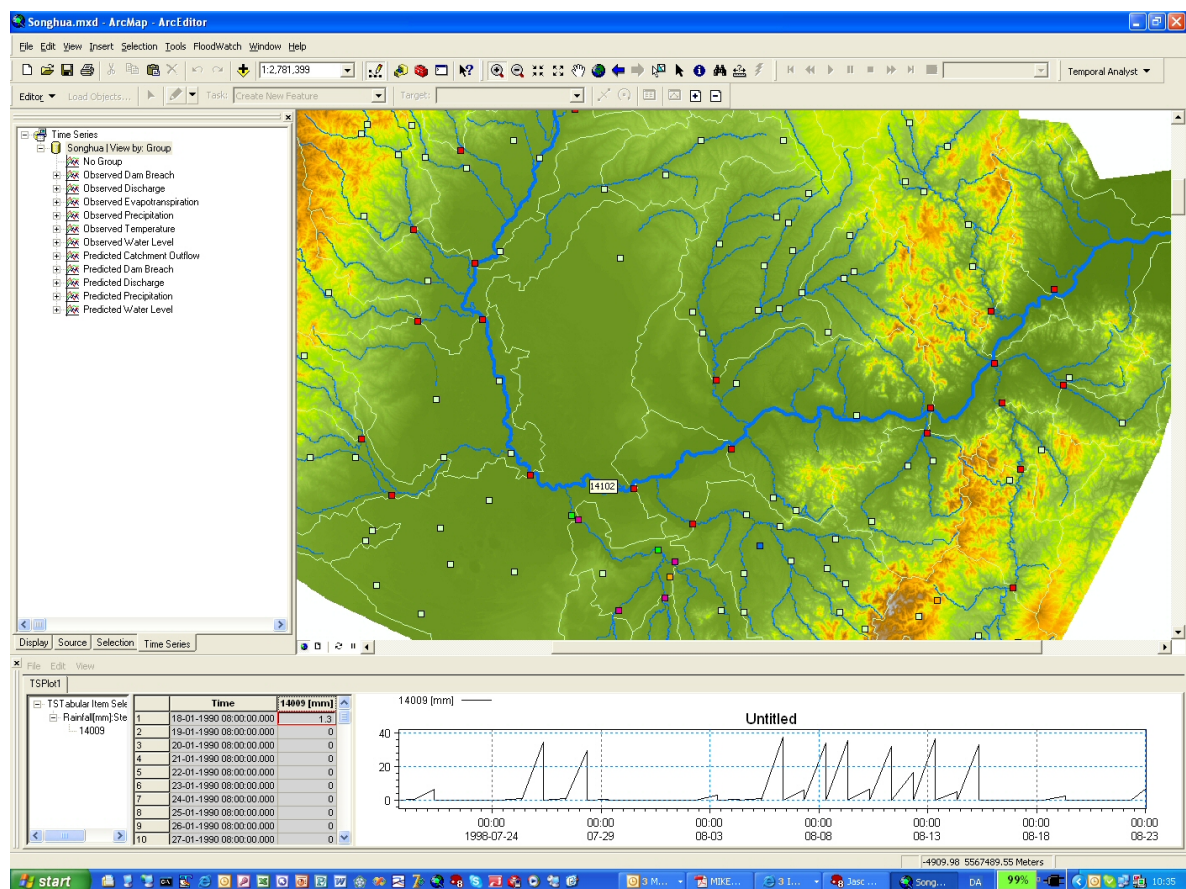 Songhua.mxd - ArcMap - ArcEditor
File Edit View Insert Selection Tools FloodWatch Window Help
1:2,781,399
Temporal Analyst
Editor Load Objects... Task: Create New Feature Target:
Time Series
Songhua | View by: Group
No Group
Observed Dam Breach
Observed Discharge
Observed Evapotranspiration
Observed Precipitation
Observed Temperature
Observed Water Level
Predicted Catchment Outflow
Predicted Dam Breach
Predicted Discharge
Predicted Precipitation
Predicted Water Level
14102
Display Source Selection Time Series
File Edit View
TSPlot1
TSTabular Item Sele
Rainfall[mm]:Ste
14009
Time 14009 [mm]
1 18-01-1990 08:00:00.000 1.3
2 19-01-1990 08:00:00.000 0
3 20-01-1990 08:00:00.000 0
4 21-01-1990 08:00:00.000 0
5 22-01-1990 08:00:00.000 0
6 23-01-1990 08:00:00.000 0
7 24-01-1990 08:00:00.000 0
8 25-01-1990 08:00:00.000 0
9 26-01-1990 08:00:00.000 0
10 27-01-1990 08:00:00.000 0
14009 [mm]
Untitled
40
20
0
00:00 00:00 00:00 00:00 00:00 00:00 00:00
1998-07-24 07-29 08-03 08-08 08-13 08-18 08-23
-4909.98 5567489.55 Meters
start 3 M... MIKE... 3 I... Jasc ... Song... DA 99% 10:35